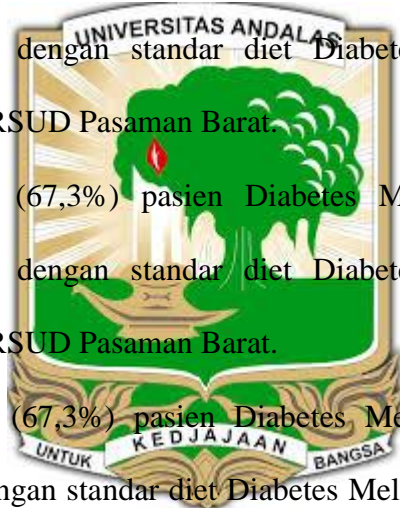 UNIVERSITAS ANDALAS
dengan standar diet Diabete
RSUD Pasaman Barat.
(67,3%) pasien Diabetes M
dengan standar diet Diabete
RSUD Pasaman Barat.
(67,3%) pasien Diabetes Me
UNTUK KEDJAJAAN BANGSA
ngan standar diet Diabetes Mel